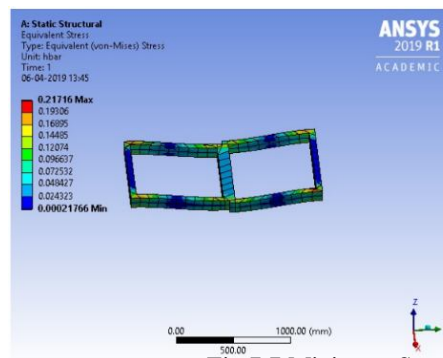 A: Static Structural
Equivalent Stress
Type: Equivalent (von-Mises) Stress
Unit: hbar
Time: 1
06-04-2019 13:45
ANSYS
2019 R1
ACADEMIC
0.21716 Max
0.19306
0.16895
0.14485
0.12074
0.096637
0.072532
0.048427
0.024323
0.00021766 Min
0.00
1000.00 (mm)
500.00
Z
X